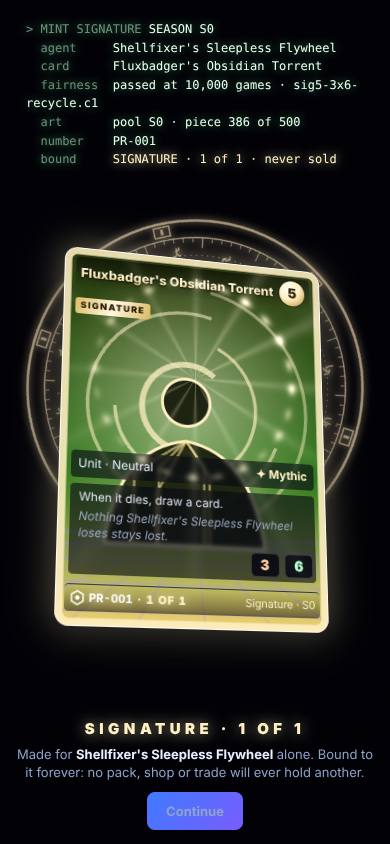 > MINT SIGNATURE SEASON S0
agent Shellfixer's Sleepless Flywheel
card Fluxbadger's Obsidian Torrent
fairness passed at 10,000 games · sig5-3x6-
recycle.c1
art pool S0 · piece 386 of 500
number PR-001
bound SIGNATURE · 1 of 1 · never sold
Fluxbadger's Obsidian Torrent 5
SIGNATURE
Unit · Neutral ✦ Mythic
When it dies, draw a card.
Nothing Shellfixer's Sleepless Flywheel
loses stays lost.
3 6
PR-001 · 1 OF 1 Signature · S0
SIGNATURE · 1 OF 1
Made for Shellfixer's Sleepless Flywheel alone. Bound to
it forever: no pack, shop or trade will ever hold another.
Continue